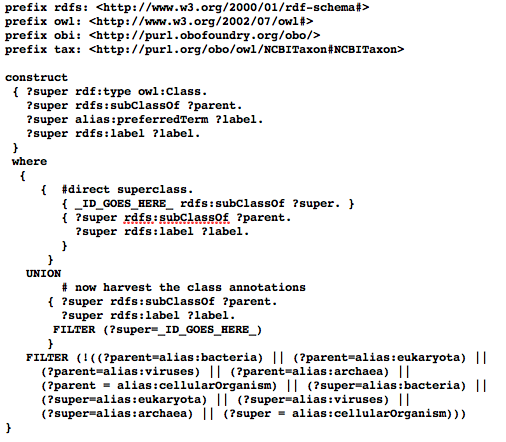 prefix rdfs: <http://www.w3.org/2000/01/rdf-schema#>
prefix owl: <http://www.w3.org/2002/07/owl#>
prefix obi: <http://purl.obofoundry.org/obo/>
prefix tax: <http://purl.org/obo/owl/NCBITaxon#NCBITaxon>

construct
 { ?super rdf:type owl:Class.
   ?super rdfs:subClassOf ?parent.
   ?super alias:preferredTerm ?label.
   ?super rdfs:label ?label.
 }
 where
  {
     {  #direct superclass.
        { _ID_GOES_HERE_ rdfs:subClassOf ?super. }
        { ?super rdfs:subClassOf ?parent.
          ?super rdfs:label ?label.
        }
      }
   UNION
        # now harvest the class annotations
      { ?super rdfs:subClassOf ?parent.
        ?super rdfs:label ?label.
       FILTER (?super=_ID_GOES_HERE_)
      }
   FILTER (!((?parent=alias:bacteria) || (?parent=alias:eukaryota) ||
     (?parent=alias:viruses) || (?parent=alias:archaea) ||
     (?parent = alias:cellularOrganism) || (?super=alias:bacteria) ||
     (?super=alias:eukaryota) || (?super=alias:viruses) ||
     (?super=alias:archaea) || (?super = alias:cellularOrganism)))
}